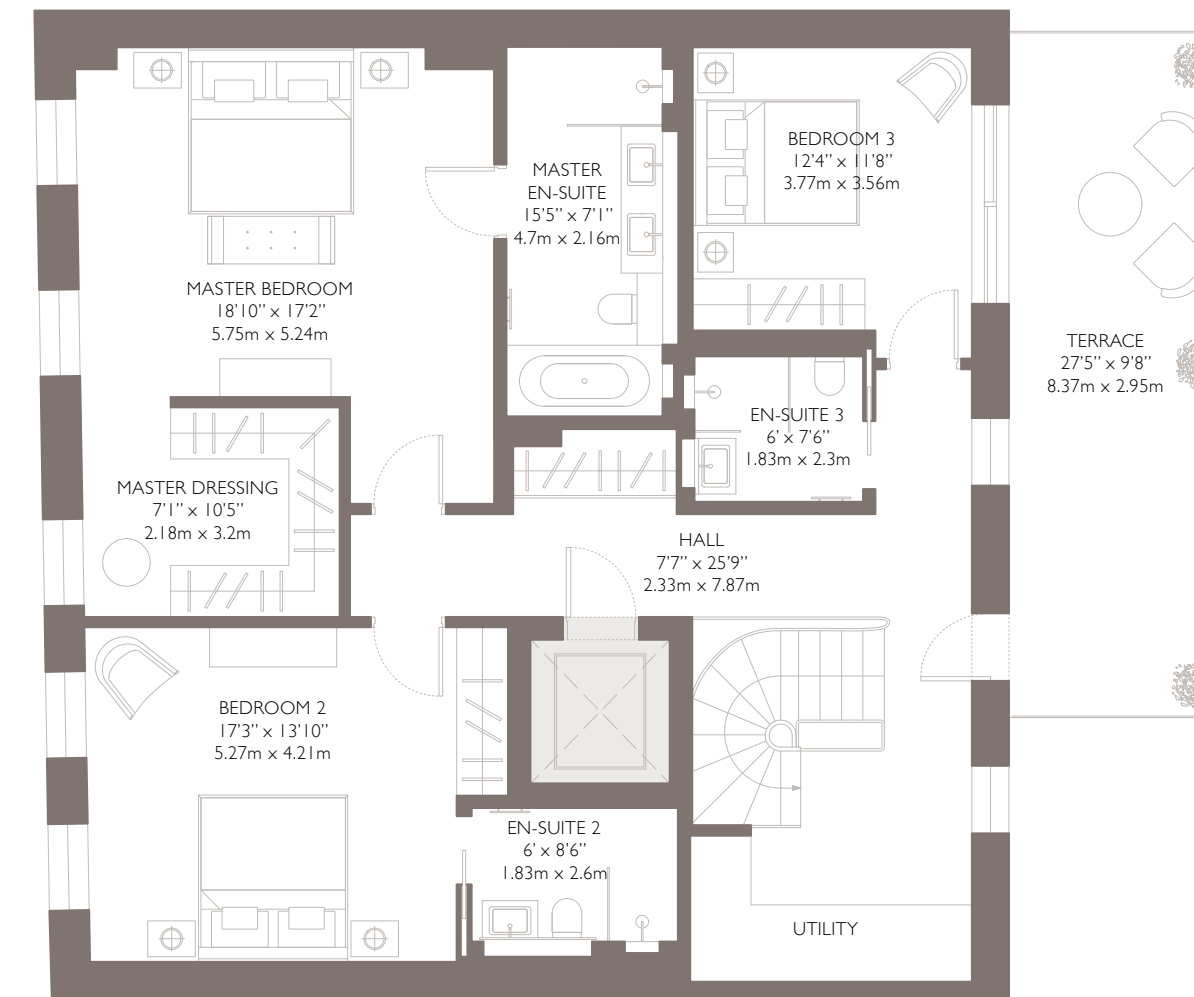 MASTER BEDROOM
18'10" x 17'2"
5.75m x 5.24m
MASTER
EN-SUITE
15'5" x 7'1"
4.7m x 2.16m
BEDROOM 3
12'4" x 11'8"
3.77m x 3.56m
TERRACE
27'5" x 9'8"
8.37m x 2.95m
EN-SUITE 3
6' x 7'6"
1.83m x 2.3m
MASTER DRESSING
7'1" x 10'5"
2.18m x 3.2m
HALL
7'7" x 25'9"
2.33m x 7.87m
BEDROOM 2
17'3" x 13'10"
5.27m x 4.21m
EN-SUITE 2
6' x 8'6"
1.83m x 2.6m
UTILITY